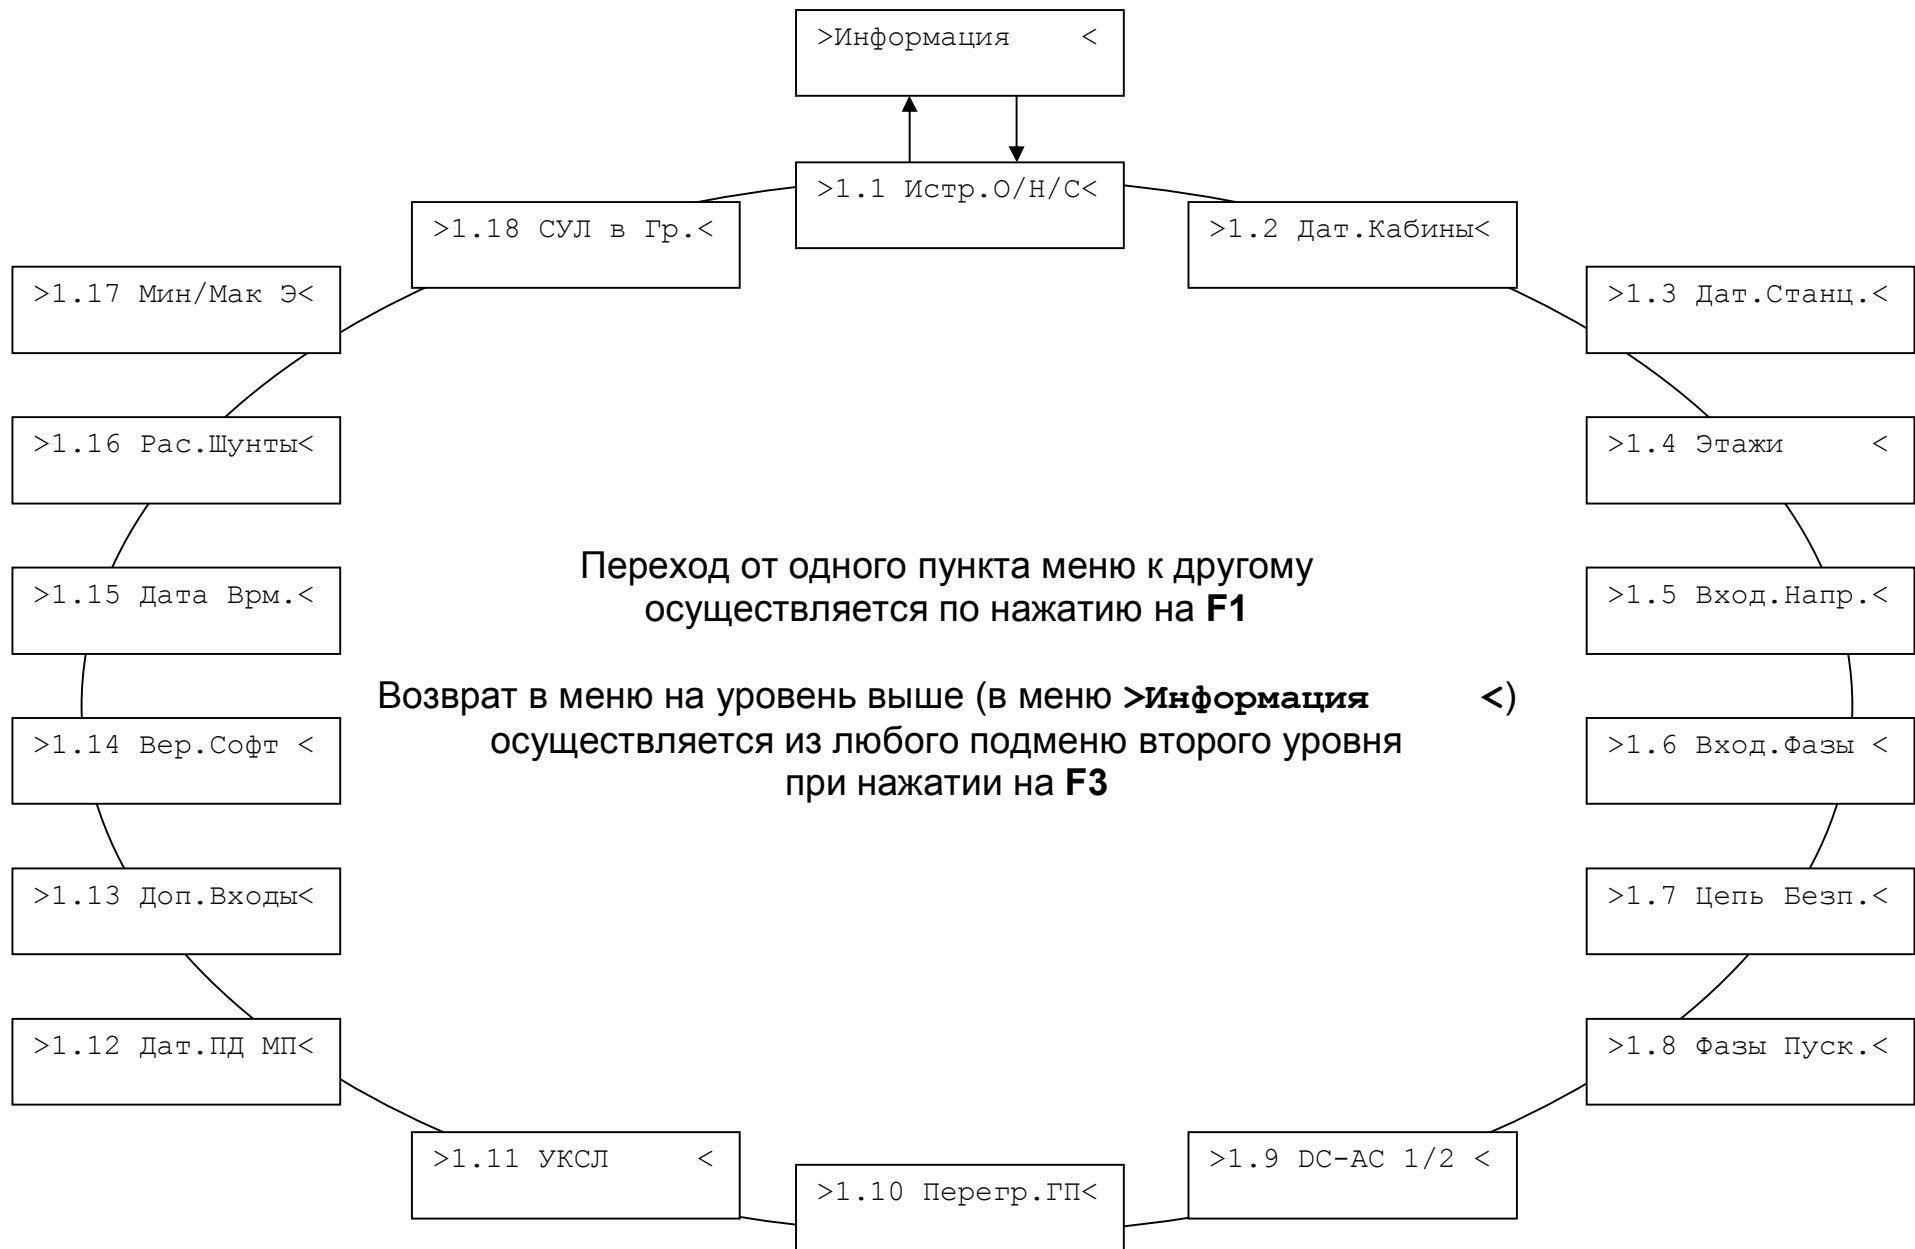 >Информация    <
>1.1 Истр.О/Н/С<
>1.18 СУЛ в Гр.<
>1.2 Дат.Кабины<
>1.17 Мин/Мак Э<
>1.3 Дат.Станц.<
>1.16 Рас.Шунты<
>1.4 Этажи     <
Переход от одного пункта меню к другому
осуществляется по нажатию на F1
>1.15 Дата Врм.<
>1.5 Вход.Напр.<
Возврат в меню на уровень выше (в меню >Информация    <)
осуществляется из любого подменю второго уровня
при нажатии на F3
>1.14 Вер.Софт <
>1.6 Вход.Фазы <
>1.13 Доп.Входы<
>1.7 Цепь Безп.<
>1.12 Дат.ПД МП<
>1.8 Фазы Пуск.<
>1.11 УКСЛ     <
>1.10 Перегр.ГП<
>1.9 DC-AC 1/2 <